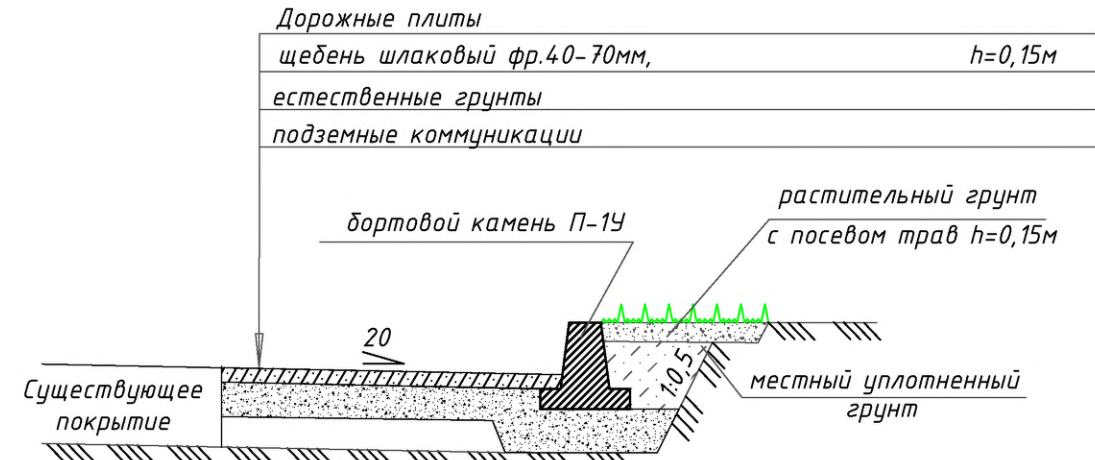 Дорожные плиты
щебень шлаковый фр.40-70мм, h=0,15м
естественные грунты
подземные коммуникации
растительный грунт
с посевом трав h=0,15м
бортовой камень П-1У
20
1:0,5
Существующее
покрытие
местный уплотненный
грунт